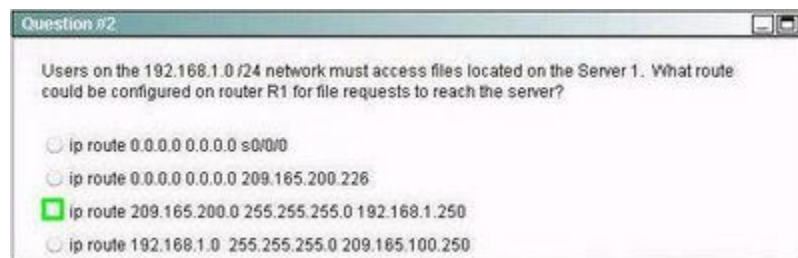 Question #2
Users on the 192.168.1.0 /24 network must access files located on the Server 1. What route
could be configured on router R1 for file requests to reach the server?
ip route 0.0.0.0 0.0.0.0 s0/0/0
ip route 0.0.0.0 0.0.0.0 209.165.200.226
ip route 209.165.200.0 255.255.255.0 192.168.1.250
ip route 192.168.1.0 255.255.255.0 209.165.100.250